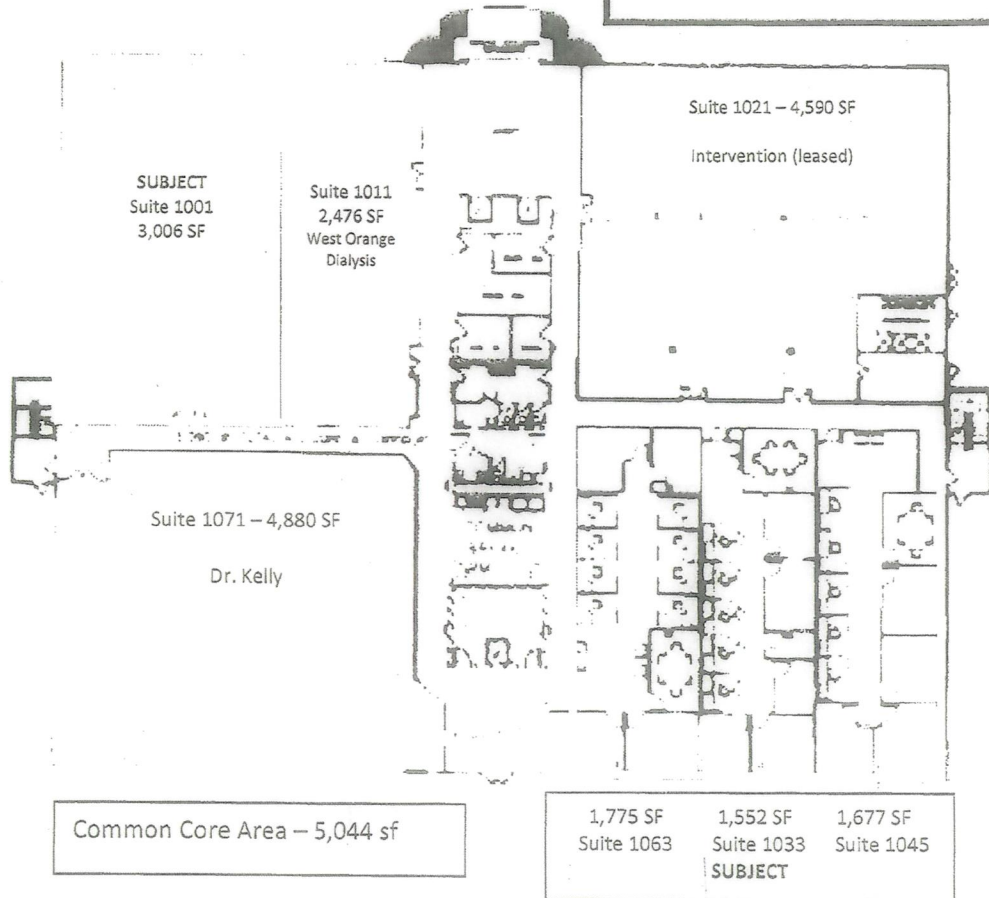 Suite 1021 – 4,590 SF
Intervention (leased)
SUBJECT
Suite 1001
3,006 SF
Suite 1011
2,476 SF
West Orange
Dialysis
Suite 1071 – 4,880 SF
Dr. Kelly
Common Core Area – 5,044 sf
1,775 SF 1,552 SF 1,677 SF
Suite 1063 Suite 1033 Suite 1045
SUBJECT